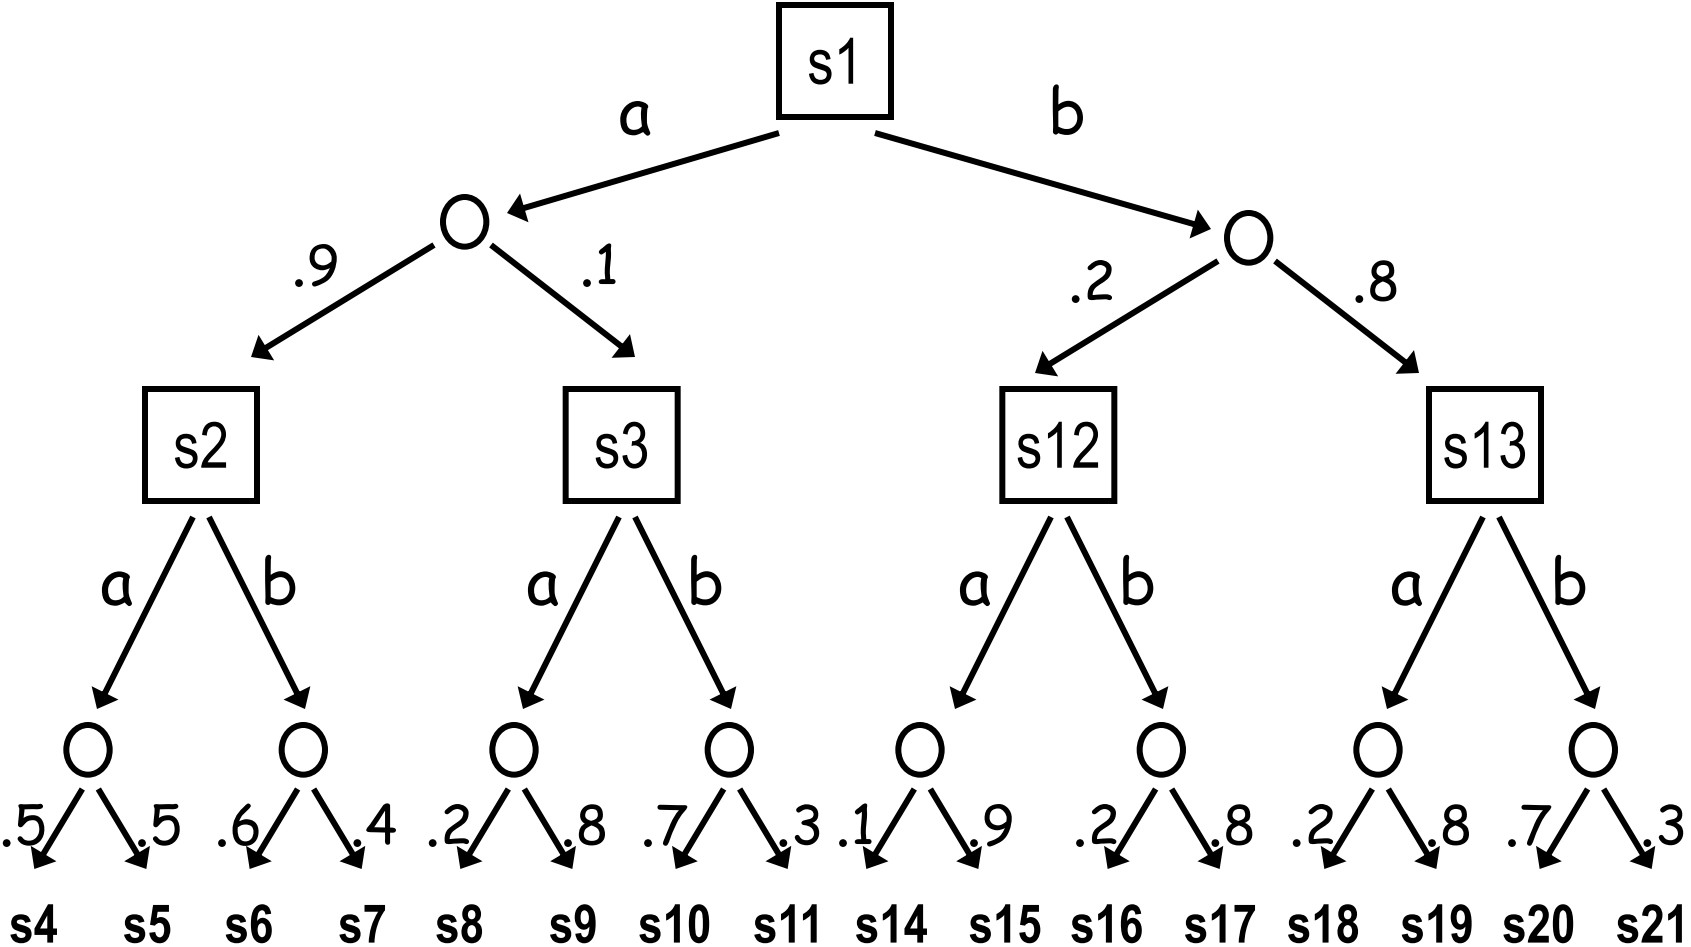 s1
a b
.9 .1 .2 .8
s2 s3 s12 s13
a b a b a b a b
.5 .5 .6 .4 .2 .8 .7 .3 .1 .9 .2 .8 .2 .8 .7 .3
s4 s5 s6 s7 s8 s9 s10 s11 s14 s15 s16 s17 s18 s19 s20 s21